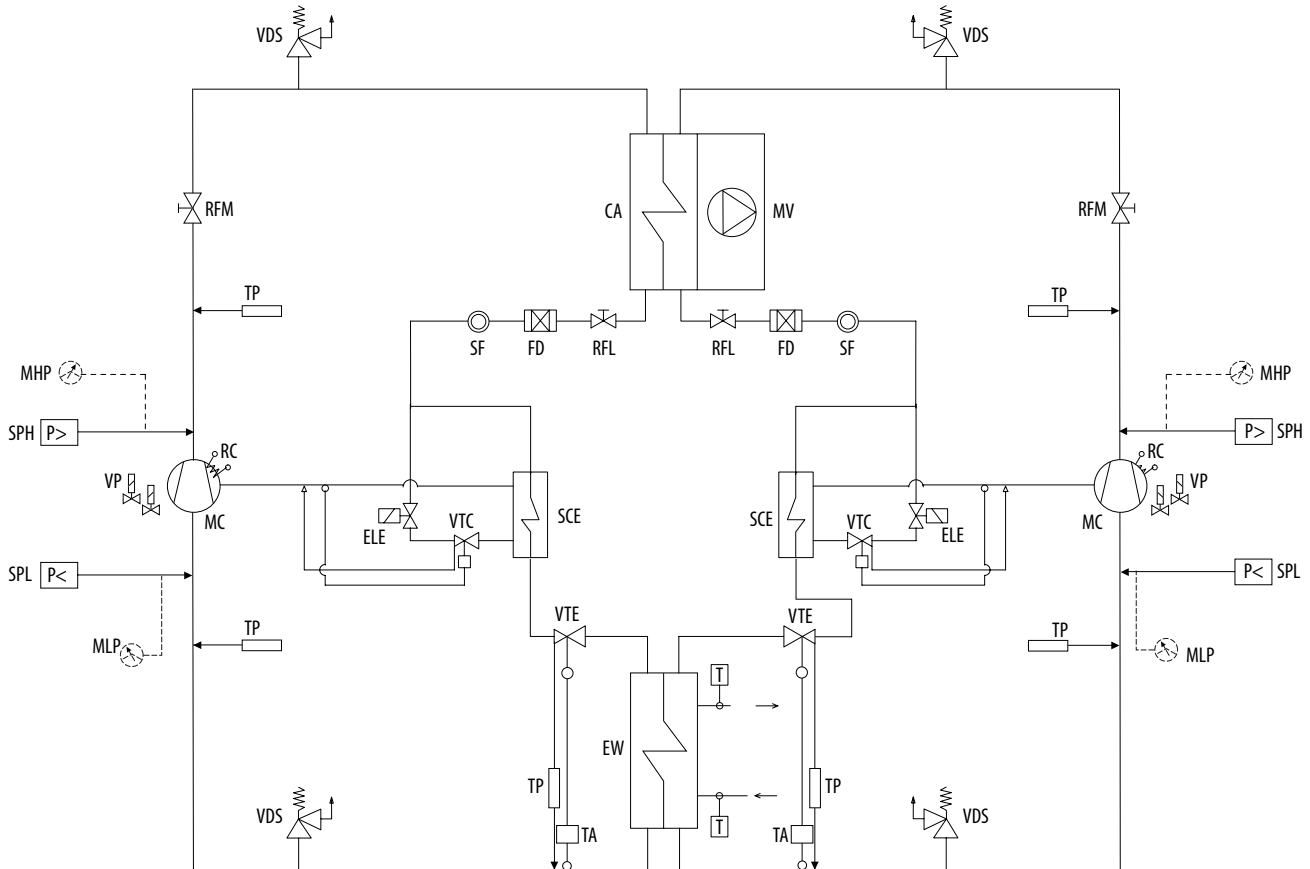 VDS VDS
CA MV
RFM RFM
TP TP
SF FD RFL RFL FD SF
MHP MHP
SPH P> P> SPH
RC RC
VP VP
MC SCE SCE MC
ELE VTC VTC ELE
SPL P< P< SPL
VTE VTE
TP TP
MLP MLP
T
EW
TP TP
VDS VDS
T
TA TA